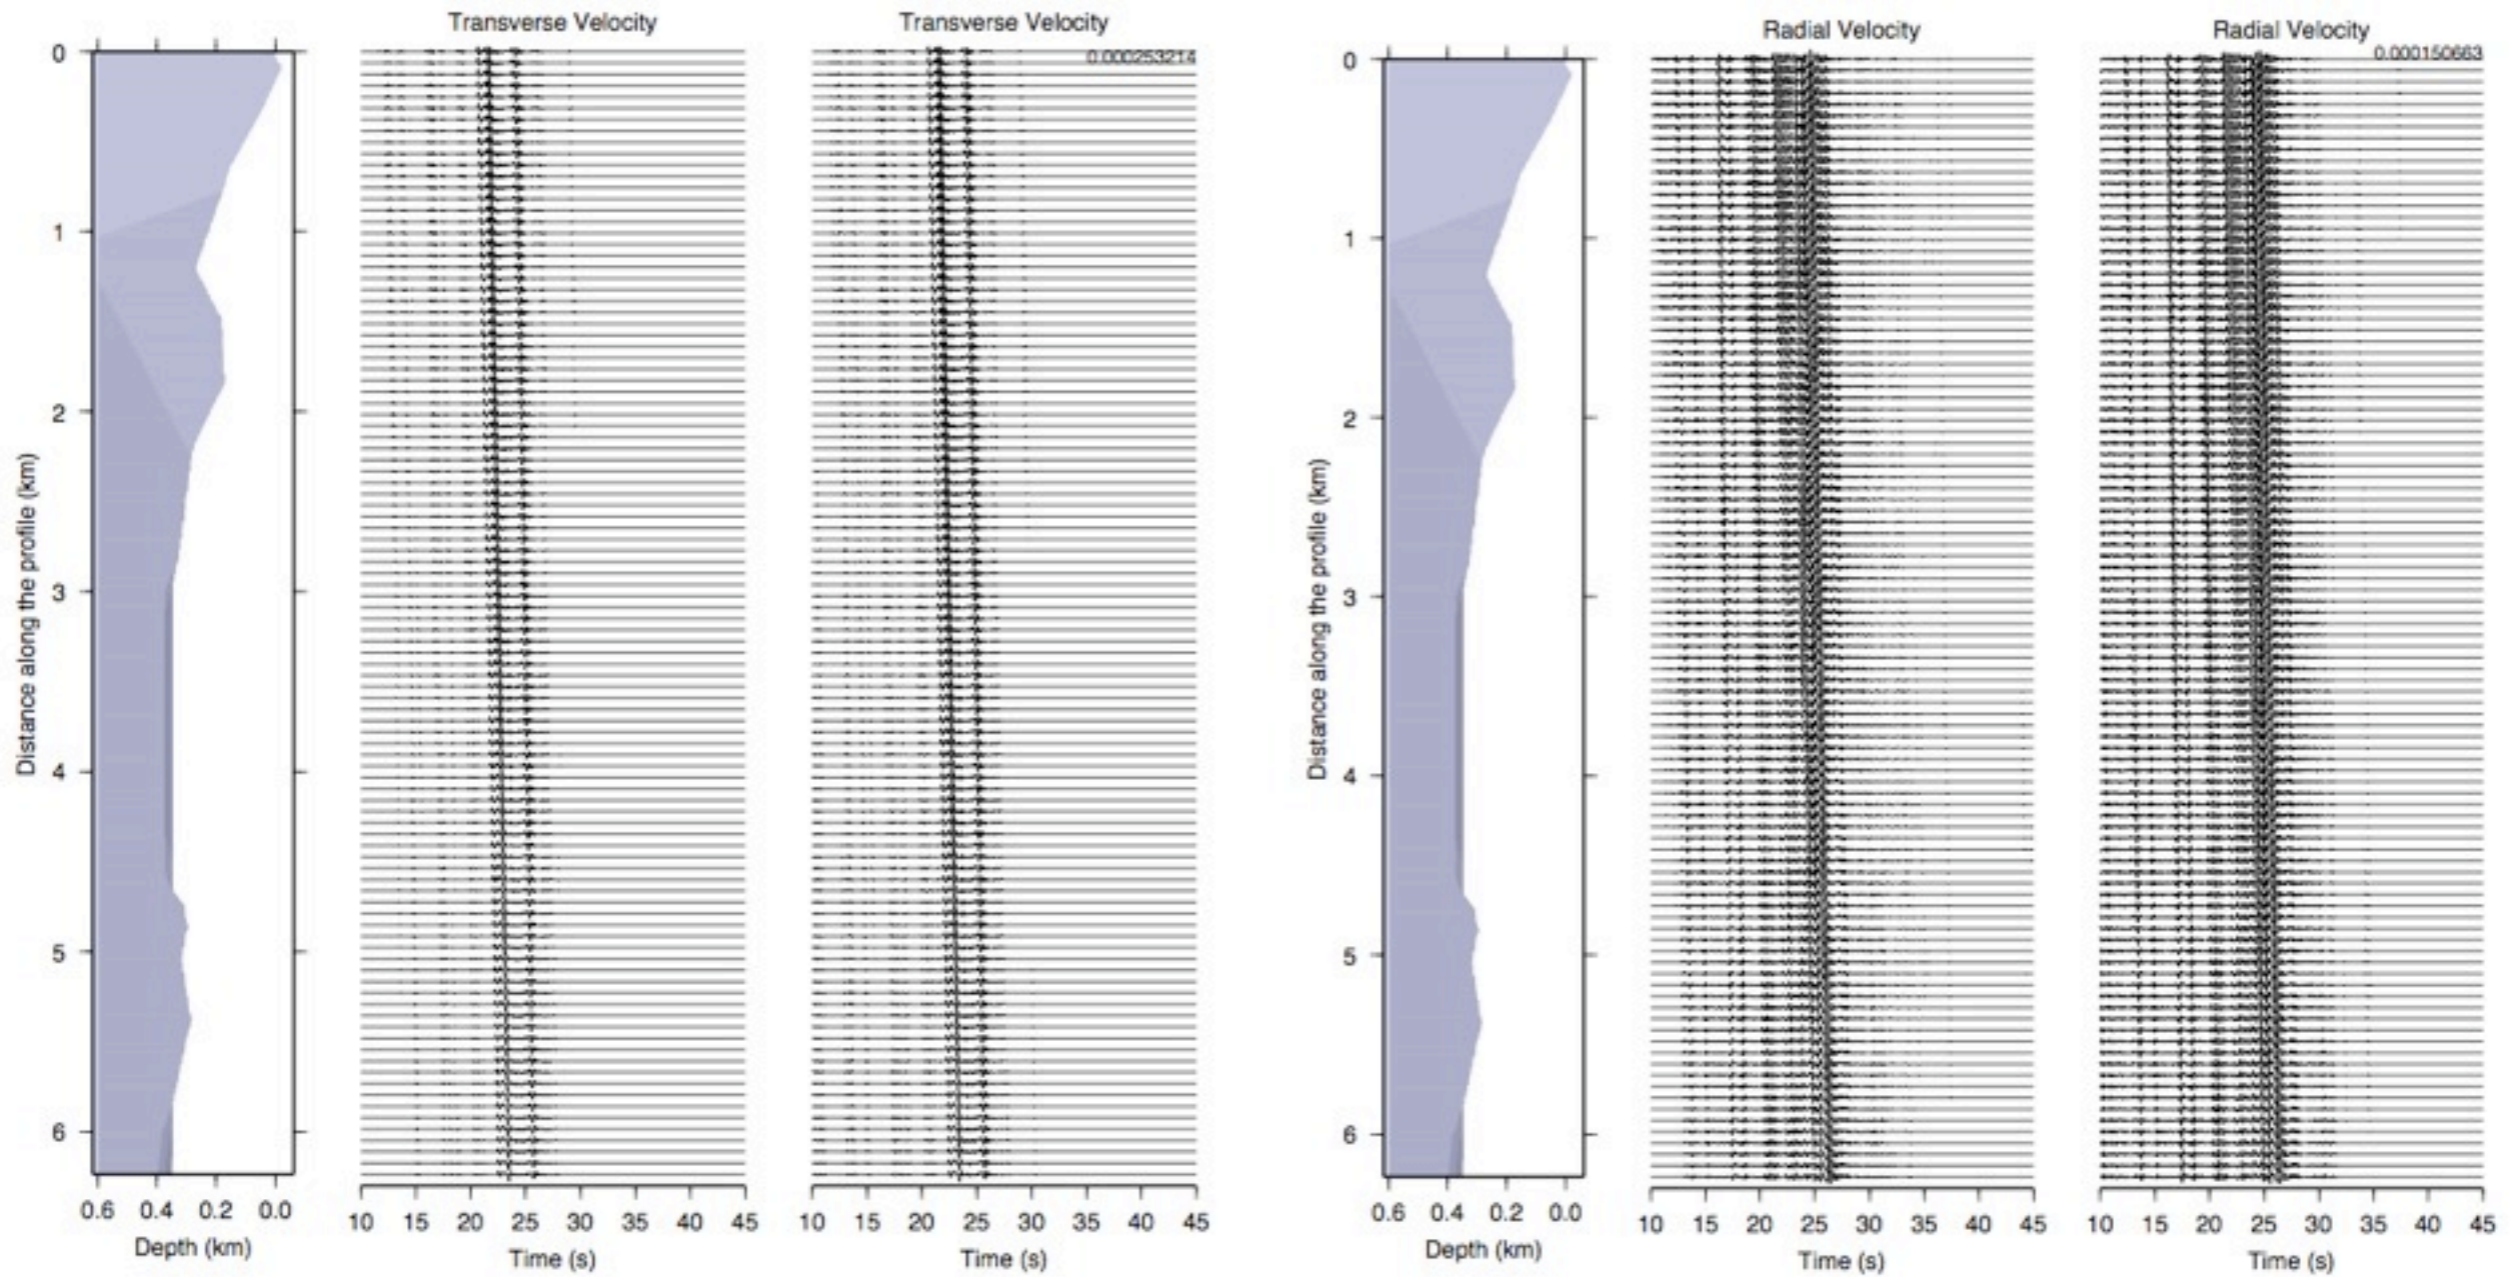 Transverse Velocity
Transverse Velocity
0.000253214
0
1
2
3
4
5
6
Distance along the profile (km)
0.6 0.4 0.2 0.0
Depth (km)
10 15 20 25 30 35 40 45
Time (s)
10 15 20 25 30 35 40 45
Time (s)
Radial Velocity
Radial Velocity
0.000150663
0
1
2
3
4
5
6
Distance along the profile (km)
0.6 0.4 0.2 0.0
Depth (km)
10 15 20 25 30 35 40 45
Time (s)
10 15 20 25 30 35 40 45
Time (s)